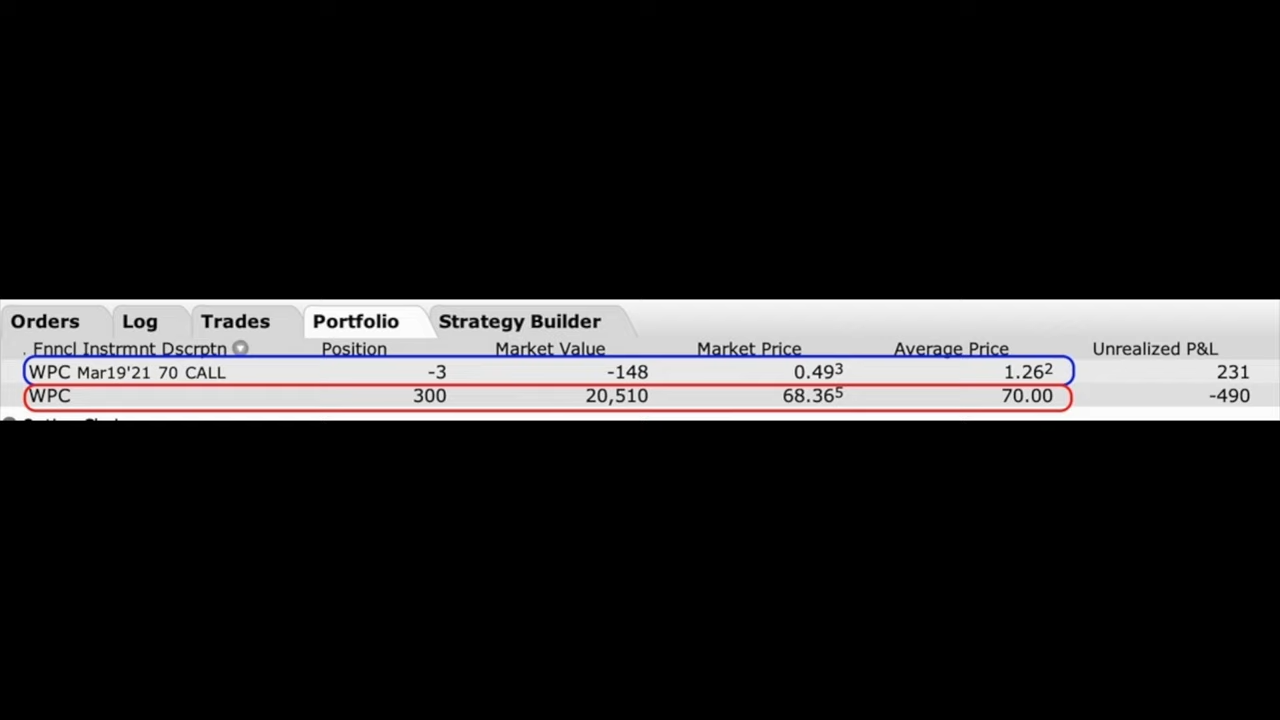 Orders Log Trades Portfolio Strategy Builder
Fnncl Instrmnt Dscrptn Position Market Value Market Price Average Price Unrealized P&L
WPC Mar19'21 70 CALL -3 -148 0.493 1.262 231
WPC 300 20,510 68.365 70.00 -490